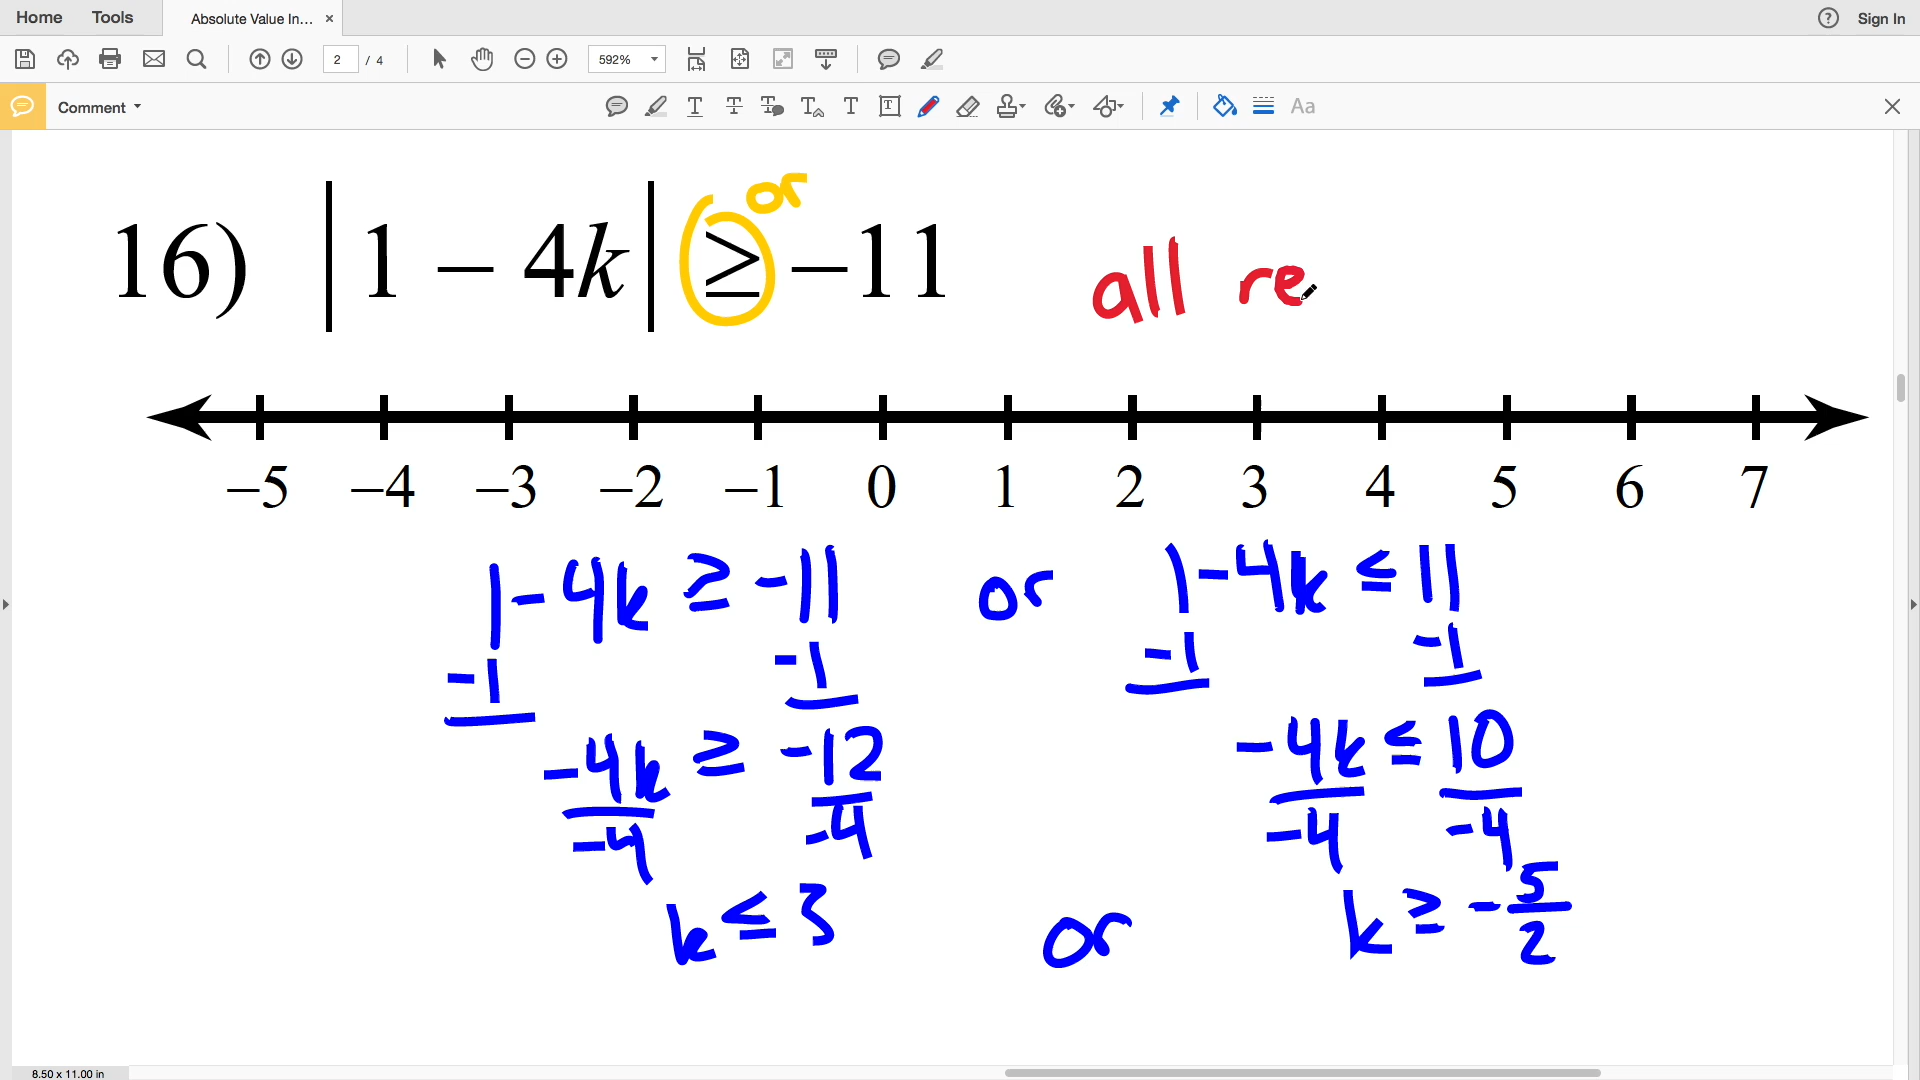 Home Tools Absolute Value In... × ? Sign In
2 / 4 592%
Comment T T T T T T Aa
or
16) |1 − 4k| ≥ −11 all re
−5 −4 −3 −2 −1 0 1 2 3 4 5 6 7
1 - 4k ≥ -11 or 1 - 4k ≤ 11
-1 -1 -1 -1
-4k ≥ -12 -4k ≤ 10
-4 -4 -4 -4
k ≤ 3 or k ≥ -5/2
8.50 x 11.00 in